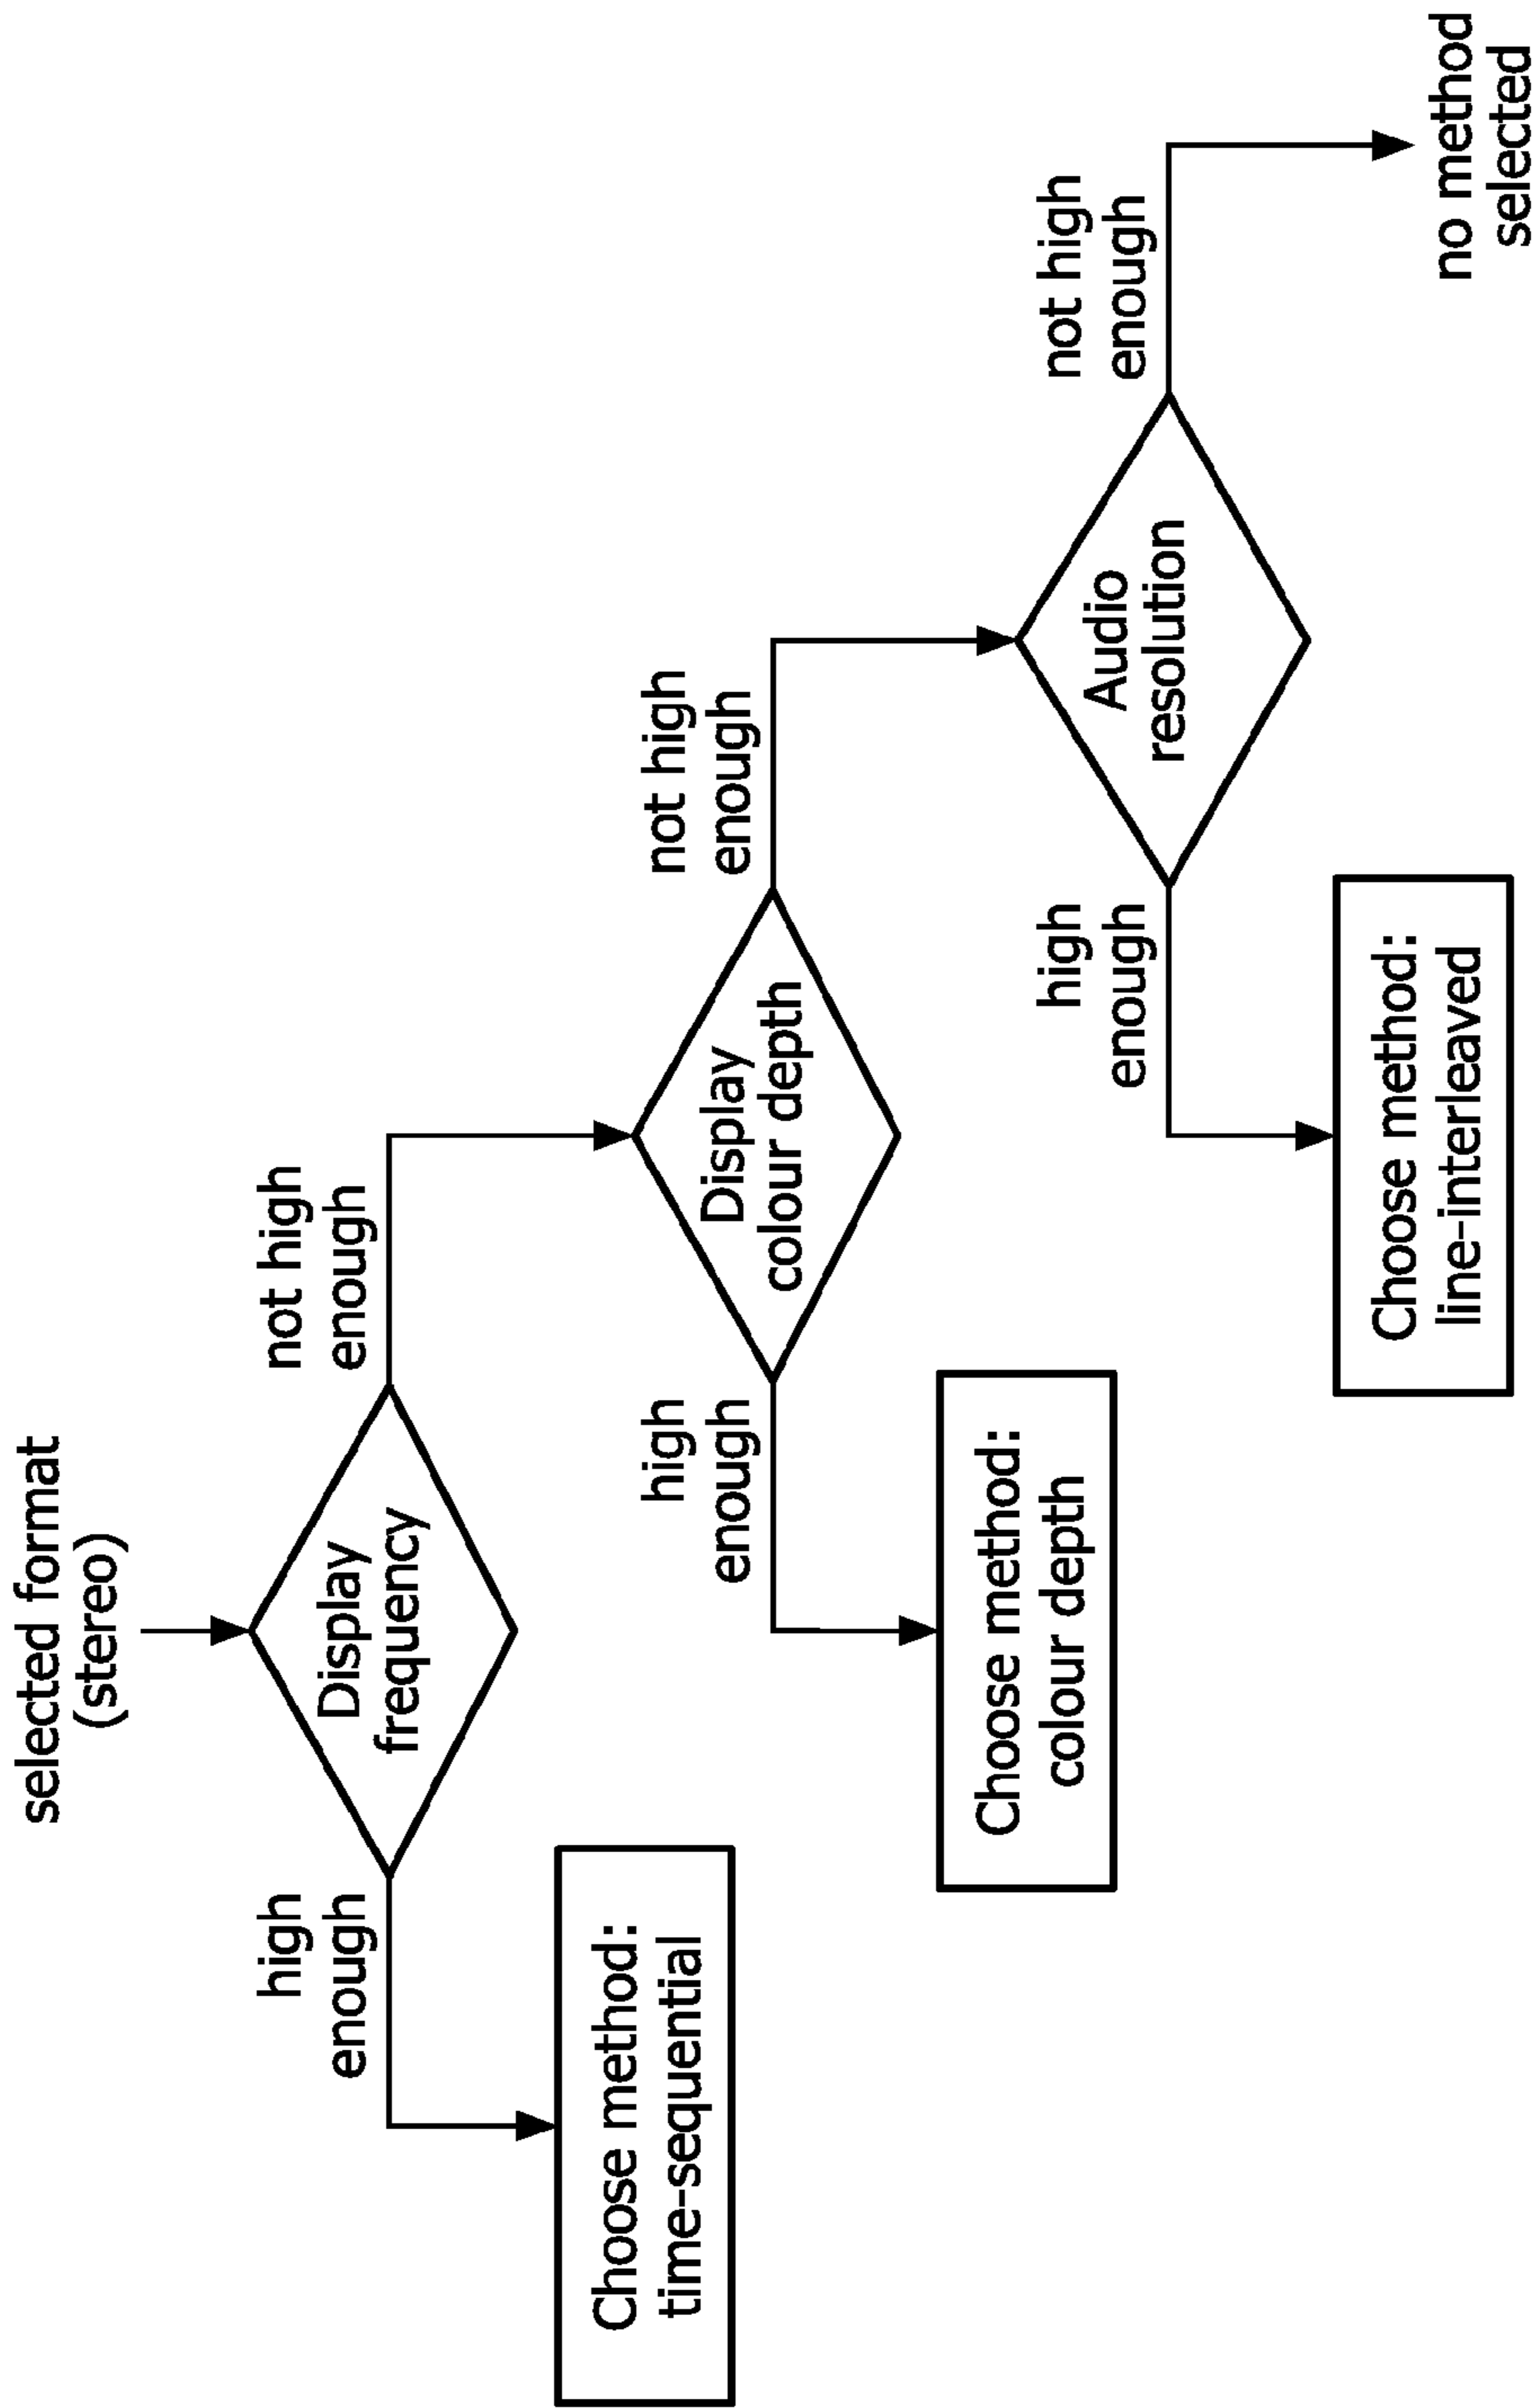 selected format
(stereo)
Display
frequency
high
enough
not high
enough
Choose method:
time-sequential
Display
colour depth
high
enough
not high
enough
Choose method:
colour depth
Audio
resolution
high
enough
not high
enough
Choose method:
line-interleaved
no method
selected